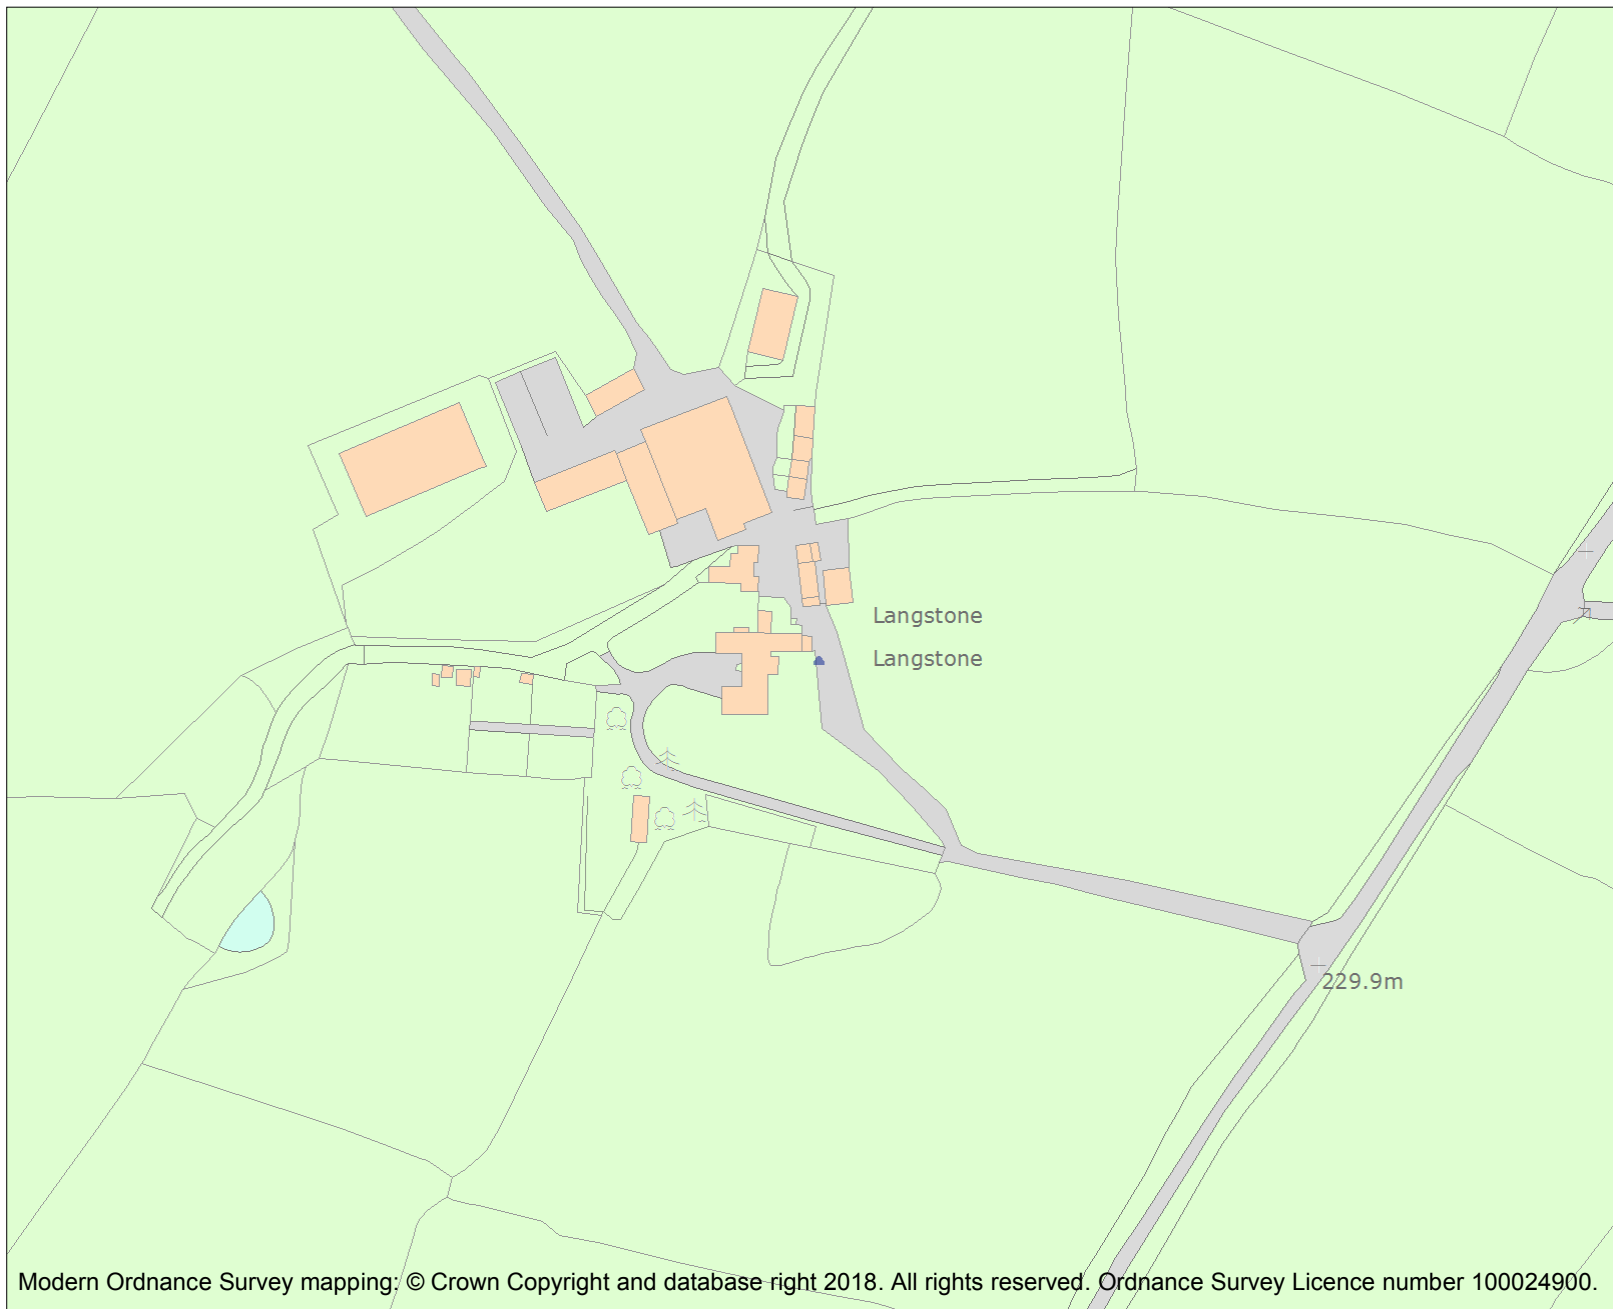 Langstone
Langstone
229.9m
Modern Ordnance Survey mapping: © Crown Copyright and database right 2018. All rights reserved. Ordnance Survey Licence number 100024900.